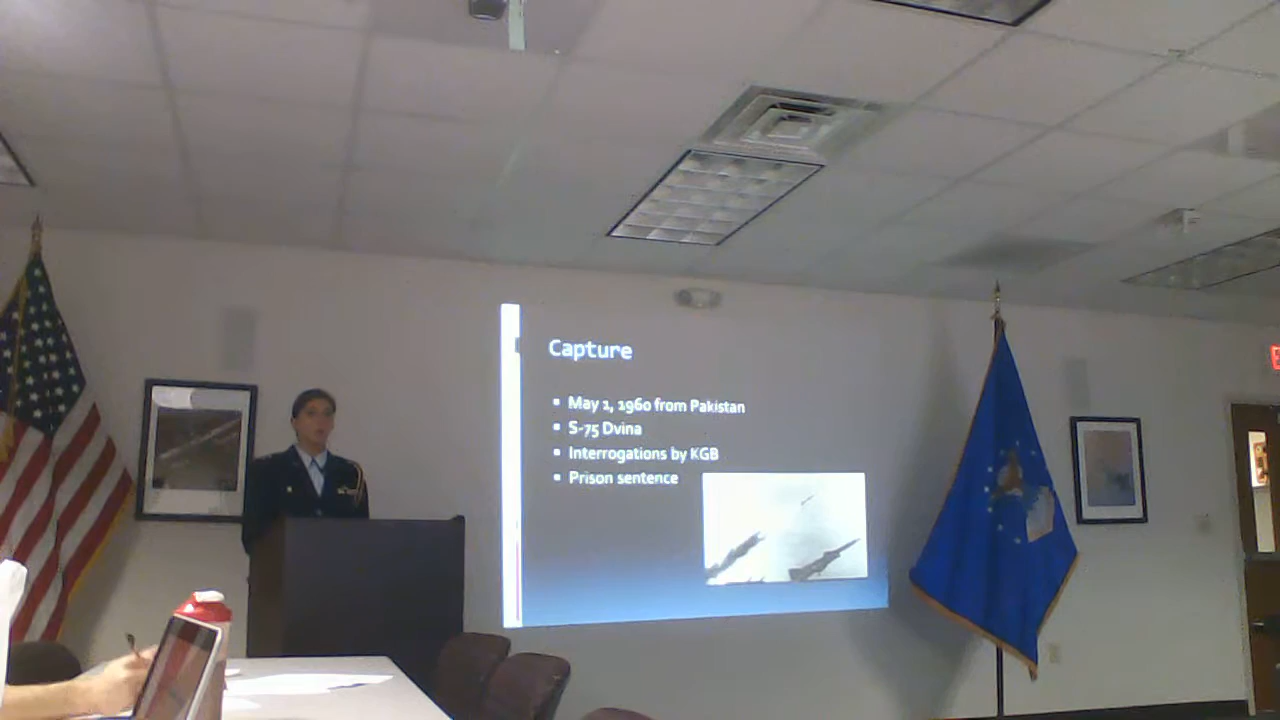 Capture
May 1, 1960 from Pakistan
S-75 Dvina
Interrogations by KGB
Prison sentence